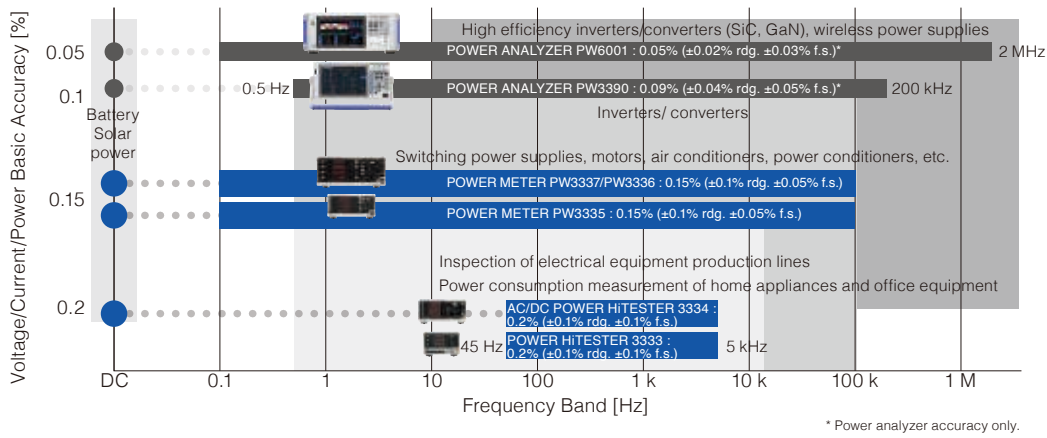 Voltage/Current/Power Basic Accuracy [%]
High efficiency inverters/converters (SiC, GaN), wireless power supplies
0.05
POWER ANALYZER PW6001 : 0.05% (±0.02% rdg. ±0.03% f.s.)*
2 MHz
0.1
0.5 Hz
POWER ANALYZER PW3390 : 0.09% (±0.04% rdg. ±0.05% f.s.)*
200 kHz
Battery
Solar
power
Inverters/ converters
Switching power supplies, motors, air conditioners, power conditioners, etc.
0.15
POWER METER PW3337/PW3336 : 0.15% (±0.1% rdg. ±0.05% f.s.)
POWER METER PW3335 : 0.15% (±0.1% rdg. ±0.05% f.s.)
Inspection of electrical equipment production lines
Power consumption measurement of home appliances and office equipment
0.2
AC/DC POWER HiTESTER 3334 :
0.2% (±0.1% rdg. ±0.1% f.s.)
45 Hz
POWER HiTESTER 3333 :
0.2% (±0.1% rdg. ±0.1% f.s.)
5 kHz
DC 0.1 1 10 100 1 k 10 k 100 k 1 M
Frequency Band [Hz]
* Power analyzer accuracy only.